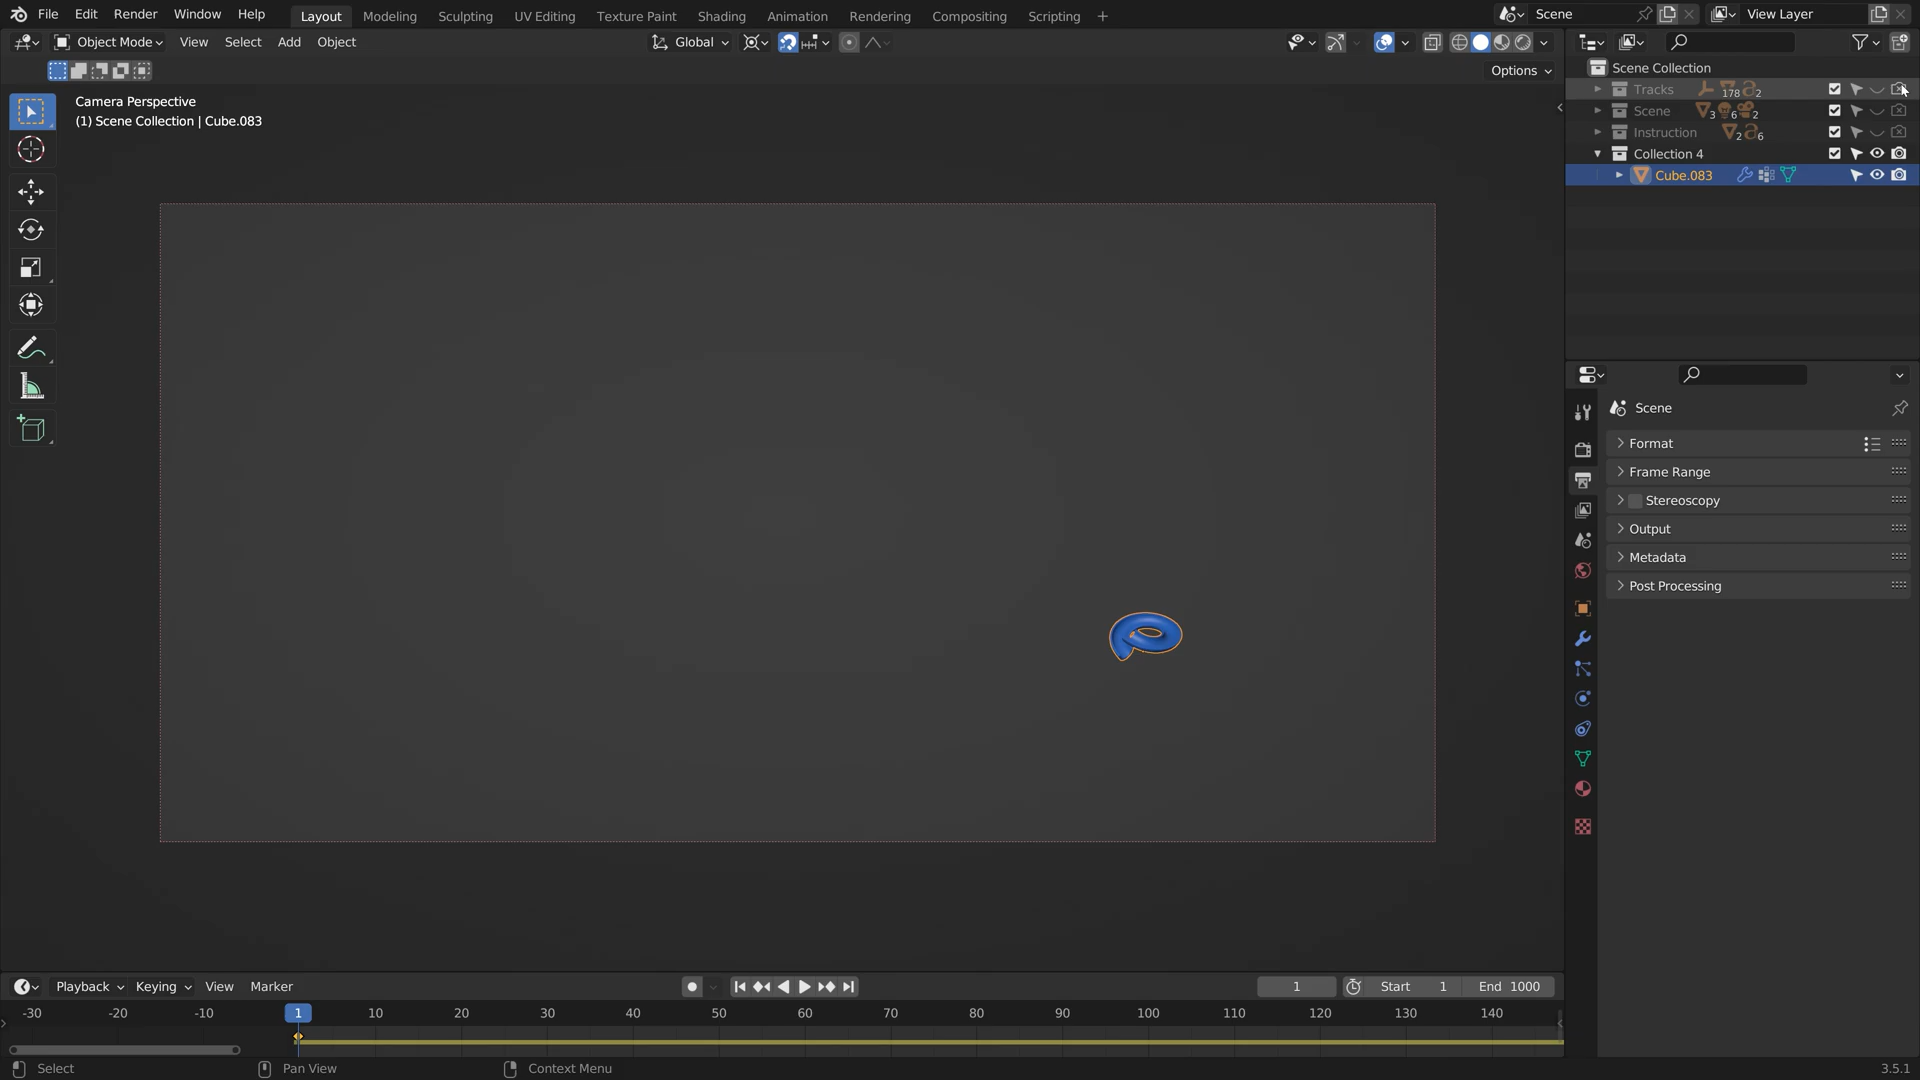 File Edit Render Window Help Layout Modeling Sculpting UV Editing Texture Paint Shading Animation Rendering Compositing Scripting Scene View Layer
Object Mode View Select Add Object Global
Options
Camera Perspective
(1) Scene Collection | Cube.083
Scene Collection
Tracks 178 2
Scene 3 6 2
Instruction 2 6
Collection 4
Cube.083
Scene
Format
Frame Range
Stereoscopy
Output
Metadata
Post Processing
Playback Keying View Marker 1 Start 1 End 1000
-30 -20 -10 1 10 20 30 40 50 60 70 80 90 100 110 120 130 140
Select Pan View Context Menu 3.5.1